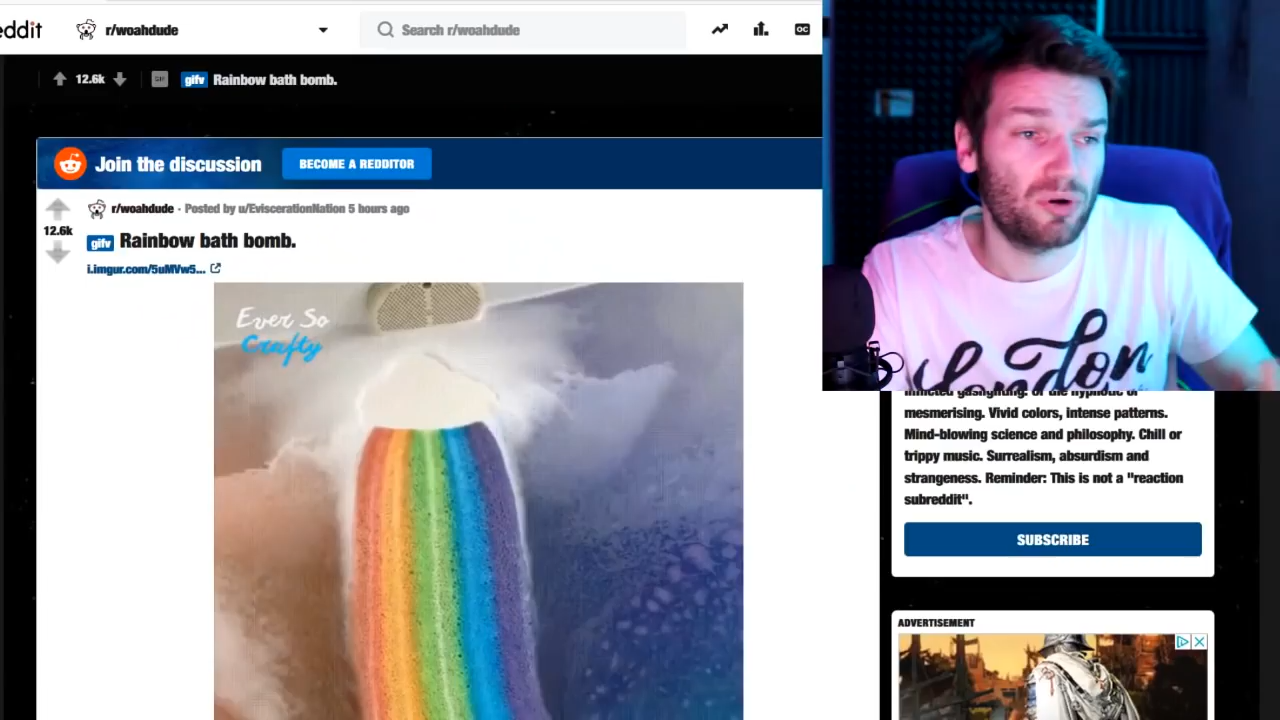 eddit
r/woahdude
Search r/woahdude
OC
12.6k
gifv Rainbow bath bomb.
Join the discussion
BECOME A REDDITOR
r/woahdude · Posted by u/EviscerationNation 5 hours ago
12.6k
gifv Rainbow bath bomb.
i.imgur.com/5uMVw5...
Ever So
Crafty
London
mesmerising. Vivid colors, intense patterns.
Mind-blowing science and philosophy. Chill or
trippy music. Surrealism, absurdism and
strangeness. Reminder: This is not a "reaction
subreddit".
SUBSCRIBE
ADVERTISEMENT